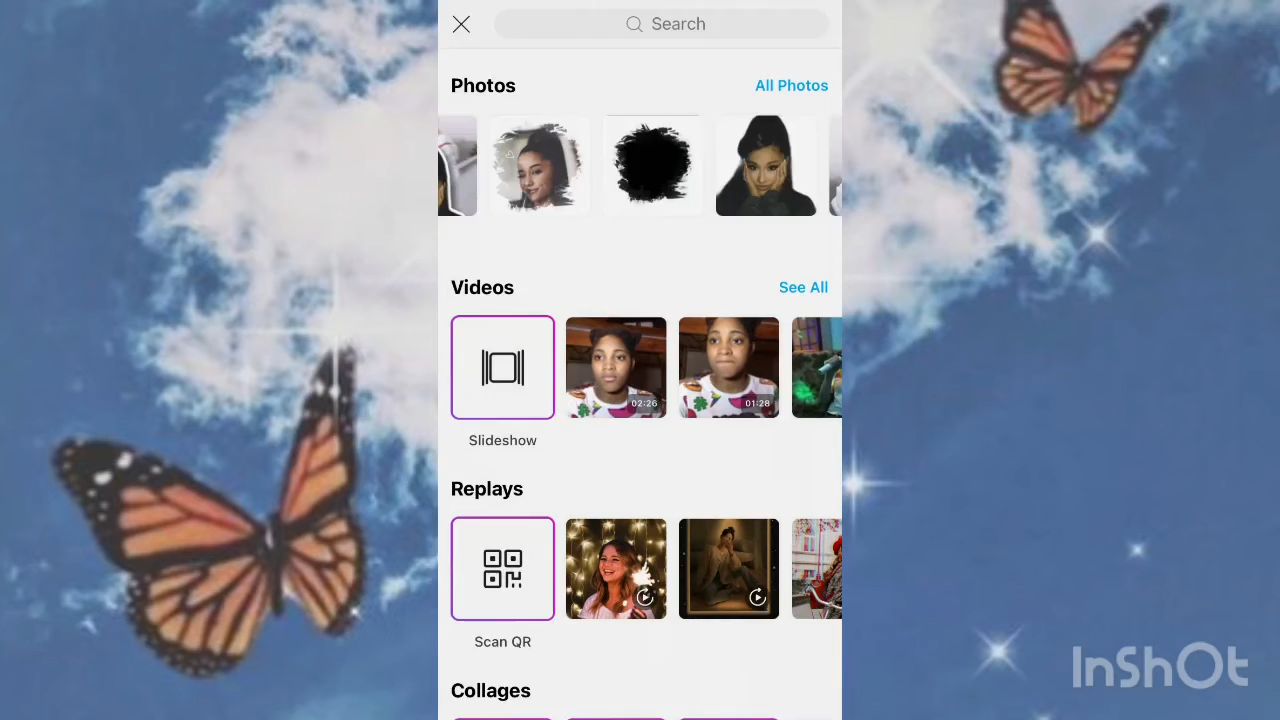 Search
Photos
All Photos
Videos
See All
02:26
01:28
Slideshow
Replays
Scan QR
Collages
InShOt